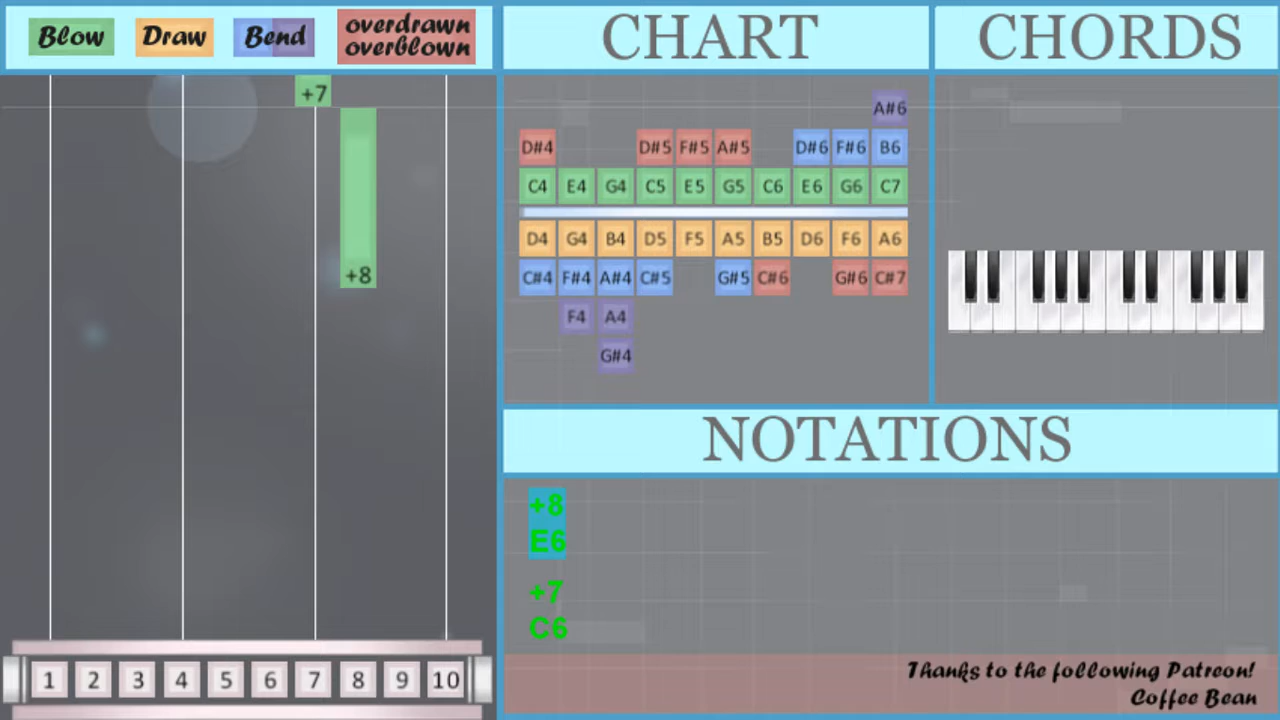 Blow Draw Bend overdrawn
overblown
CHART
CHORDS
+7
+8
A#6
D#4 D#5 F#5 A#5 D#6 F#6 B6
C4 E4 G4 C5 E5 G5 C6 E6 G6 C7
D4 G4 B4 D5 F5 A5 B5 D6 F6 A6
C#4 F#4 A#4 C#5 G#5 C#6 G#6 C#7
F4 A4
G#4
NOTATIONS
+8
E6
+7
C6
1 2 3 4 5 6 7 8 9 10
Thanks to the following Patreon!
Coffee Bean